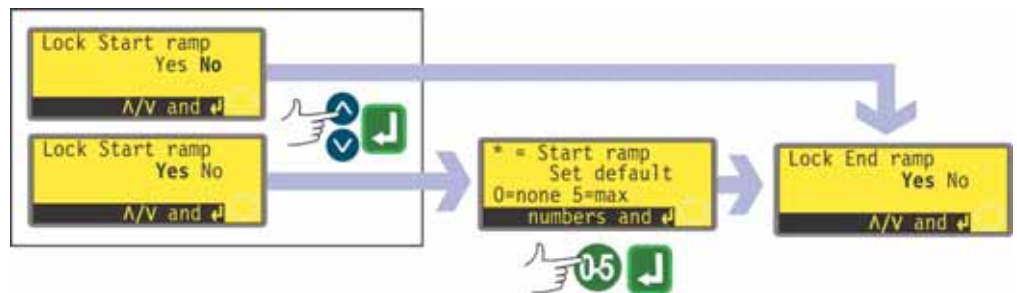 Lock Start ramp
Yes No
∧/∨ and ↵
Lock Start ramp
Yes No
∧/∨ and ↵
* = Start ramp
Set default
0=none 5=max
numbers and ↵
0-5
Lock End ramp
Yes No
∧/∨ and ↵